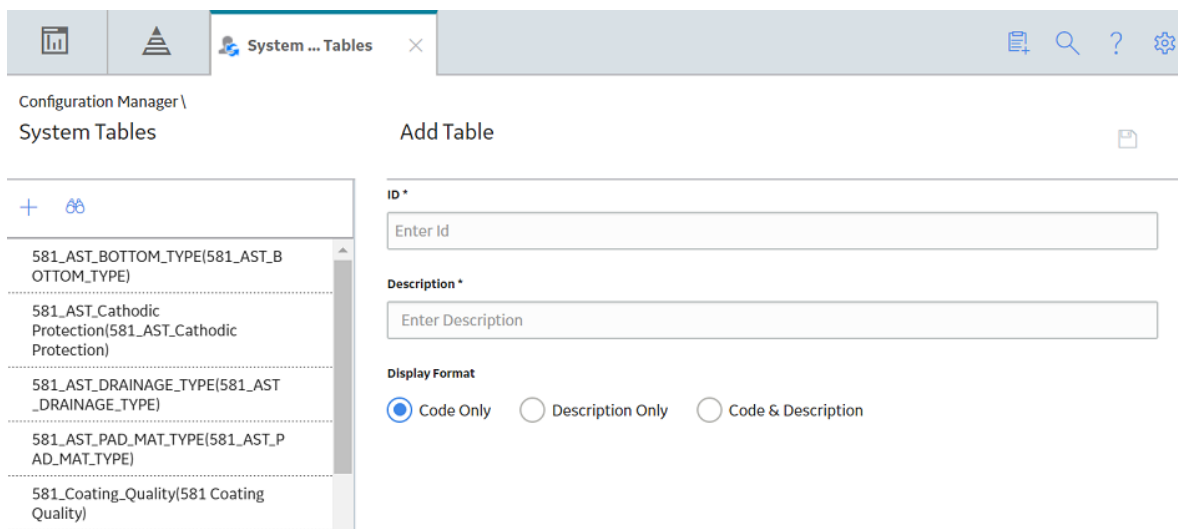 System ... Tables
Configuration Manager\
System Tables
Add Table
ID *
Enter Id
581_AST_BOTTOM_TYPE(581_AST_B
OTTOM_TYPE)
581_AST_Cathodic
Protection(581_AST_Cathodic
Protection)
581_AST_DRAINAGE_TYPE(581_AST
_DRAINAGE_TYPE)
581_AST_PAD_MAT_TYPE(581_AST_P
AD_MAT_TYPE)
581_Coating_Quality(581 Coating
Quality)
Description *
Enter Description
Display Format
Code Only Description Only Code & Description